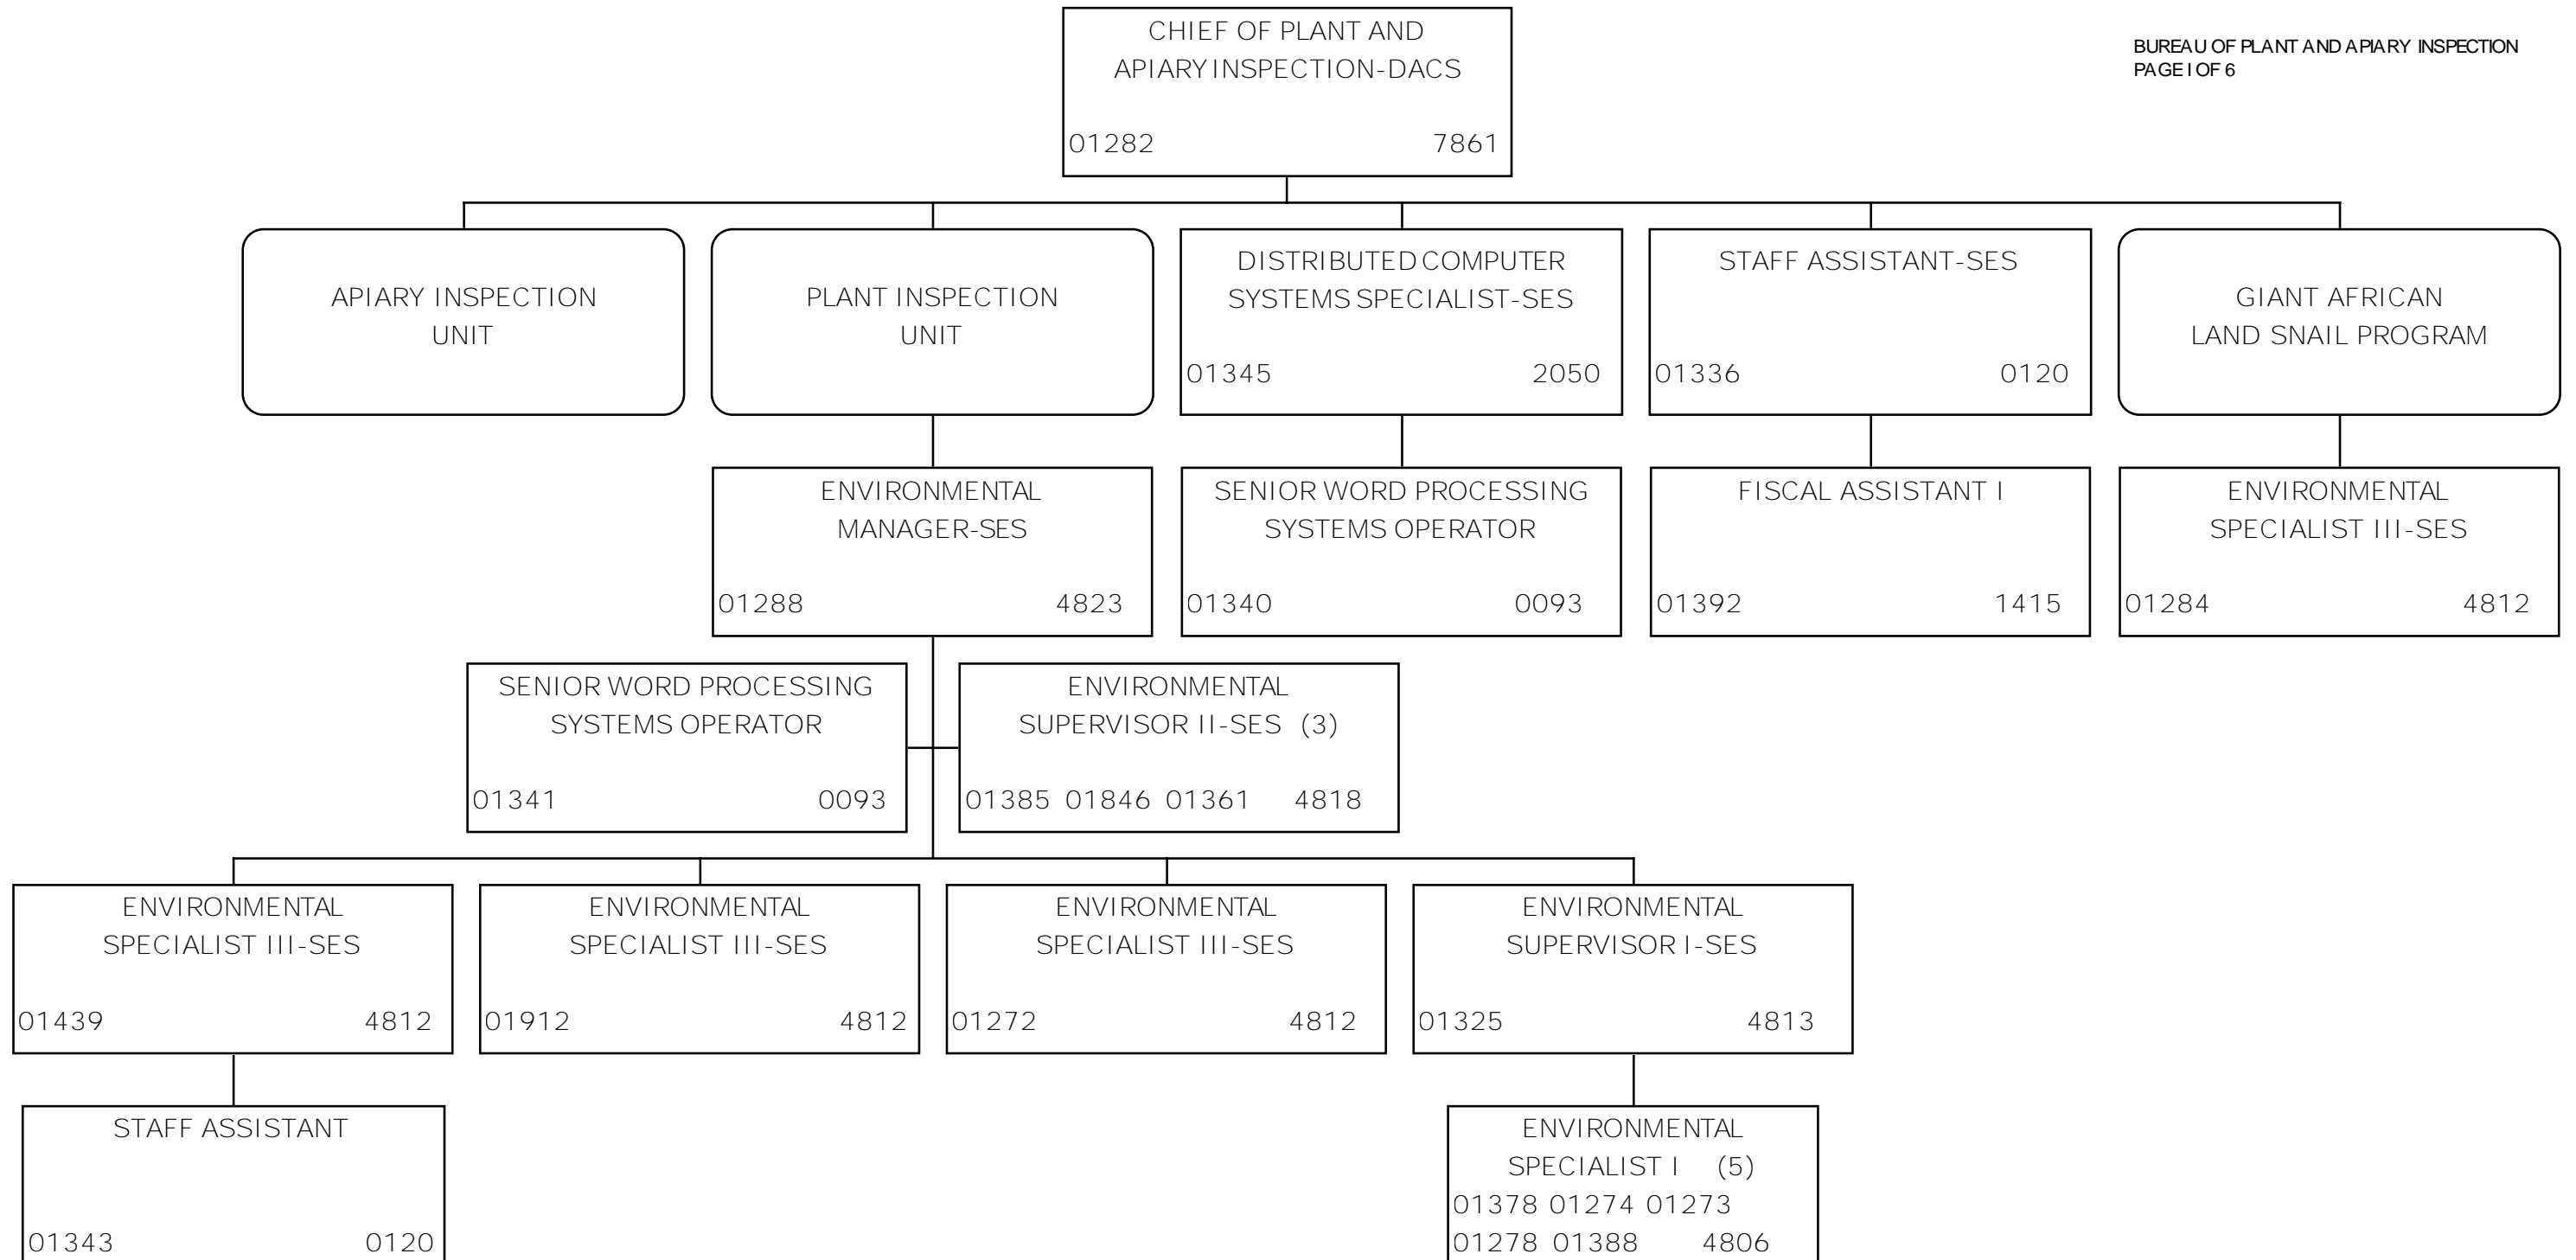 CHIEF OF PLANT AND
APIARY INSPECTION-DACS
01282 7861
BUREAU OF PLANT AND APIARY INSPECTION
PAGE I OF 6
APIARY INSPECTION
UNIT
PLANT INSPECTION
UNIT
DISTRIBUTED COMPUTER
SYSTEMS SPECIALIST-SES
01345 2050
STAFF ASSISTANT-SES
01336 0120
GIANT AFRICAN
LAND SNAIL PROGRAM
ENVIRONMENTAL
MANAGER-SES
01288 4823
SENIOR WORD PROCESSING
SYSTEMS OPERATOR
01340 0093
FISCAL ASSISTANT I
01392 1415
ENVIRONMENTAL
SPECIALIST III-SES
01284 4812
SENIOR WORD PROCESSING
SYSTEMS OPERATOR
01341 0093
ENVIRONMENTAL
SUPERVISOR II-SES (3)
01385 01846 01361 4818
ENVIRONMENTAL
SPECIALIST III-SES
01439 4812
ENVIRONMENTAL
SPECIALIST III-SES
01912 4812
ENVIRONMENTAL
SPECIALIST III-SES
01272 4812
ENVIRONMENTAL
SUPERVISOR I-SES
01325 4813
STAFF ASSISTANT
01343 0120
ENVIRONMENTAL
SPECIALIST I (5)
01378 01274 01273
01278 01388 4806